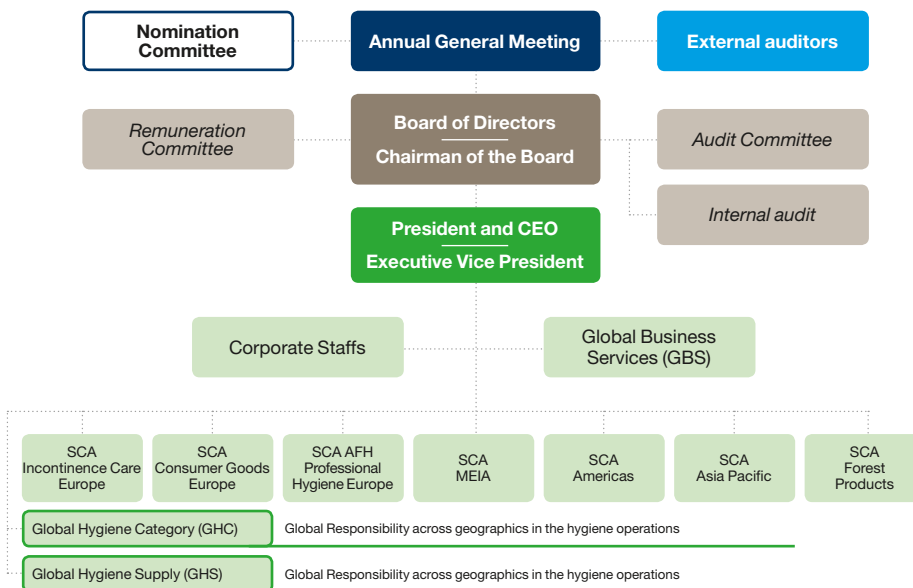 Nomination
Committee
Annual General Meeting
External auditors
Remuneration
Committee
Board of Directors
Chairman of the Board
Audit Committee
Internal audit
President and CEO
Executive Vice President
Corporate Staffs
Global Business
Services (GBS)
SCA
Incontinence Care
Europe
SCA
Consumer Goods
Europe
SCA AFH
Professional
Hygiene Europe
SCA
MEIA
SCA
Americas
SCA
Asia Pacific
SCA
Forest
Products
Global Hygiene Category (GHC)
Global Responsibility across geographics in the hygiene operations
Global Hygiene Supply (GHS)
Global Responsibility across geographics in the hygiene operations